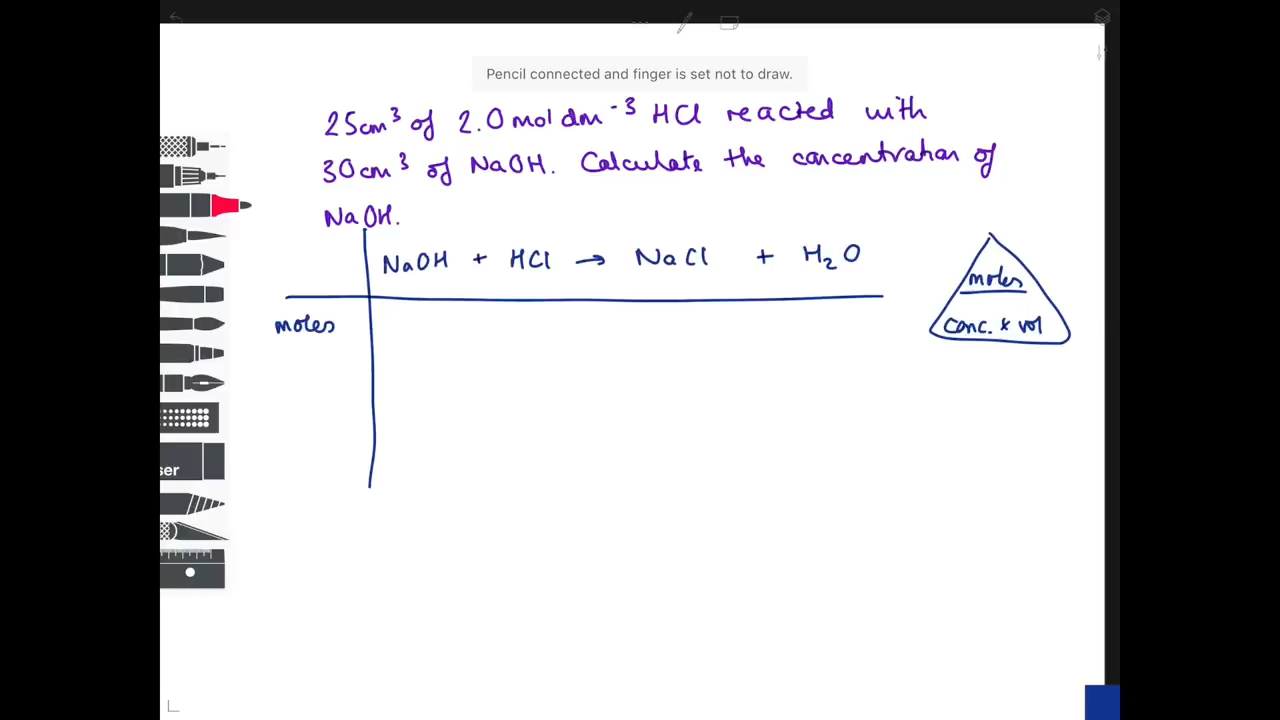 Pencil connected and finger is set not to draw.
25cm³ of 2.0 mol dm⁻³ HCl reacted with
30cm³ of NaOH. Calculate the concentration of
NaOH.
NaOH + HCl → NaCl + H₂O
moles
moles
conc. × vol
ser